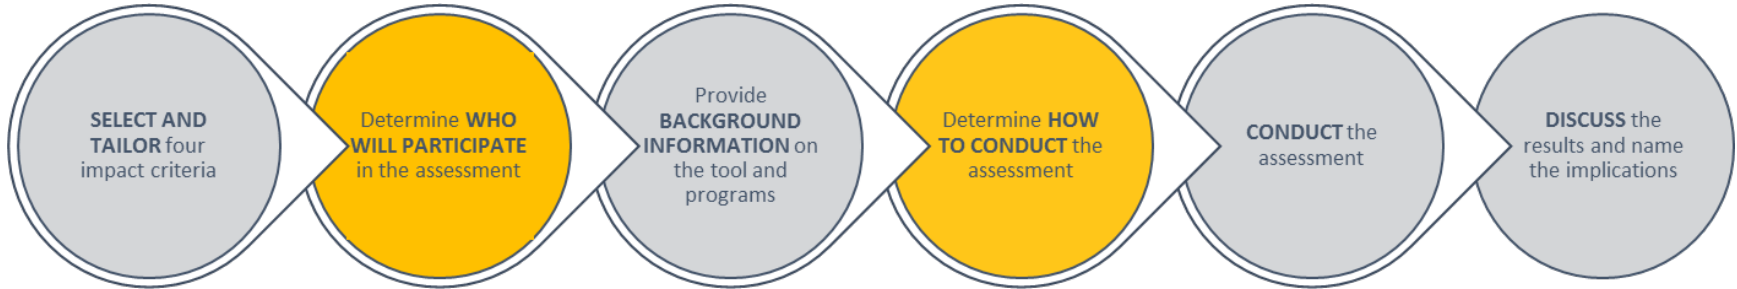 SELECT AND
TAILOR four
impact criteria
Determine WHO
WILL PARTICIPATE
in the assessment
Provide
BACKGROUND
INFORMATION on
the tool and
programs
Determine HOW
TO CONDUCT the
assessment
CONDUCT the
assessment
DISCUSS the
results and name
the implications